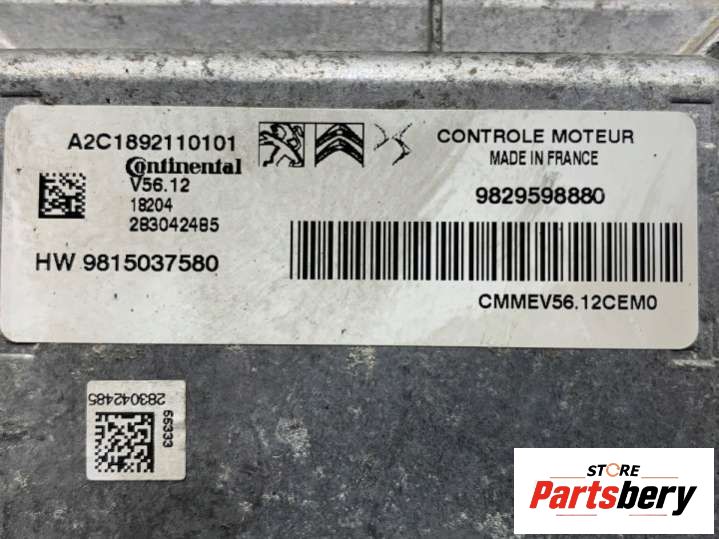 A2C1892110101
Continental
V56.12
18204
283042485
HW 9815037580
CONTROLE MOTEUR
MADE IN FRANCE
9829598880
CMMEV56.12CEM0
283042485
66333
STORE
Partsbery